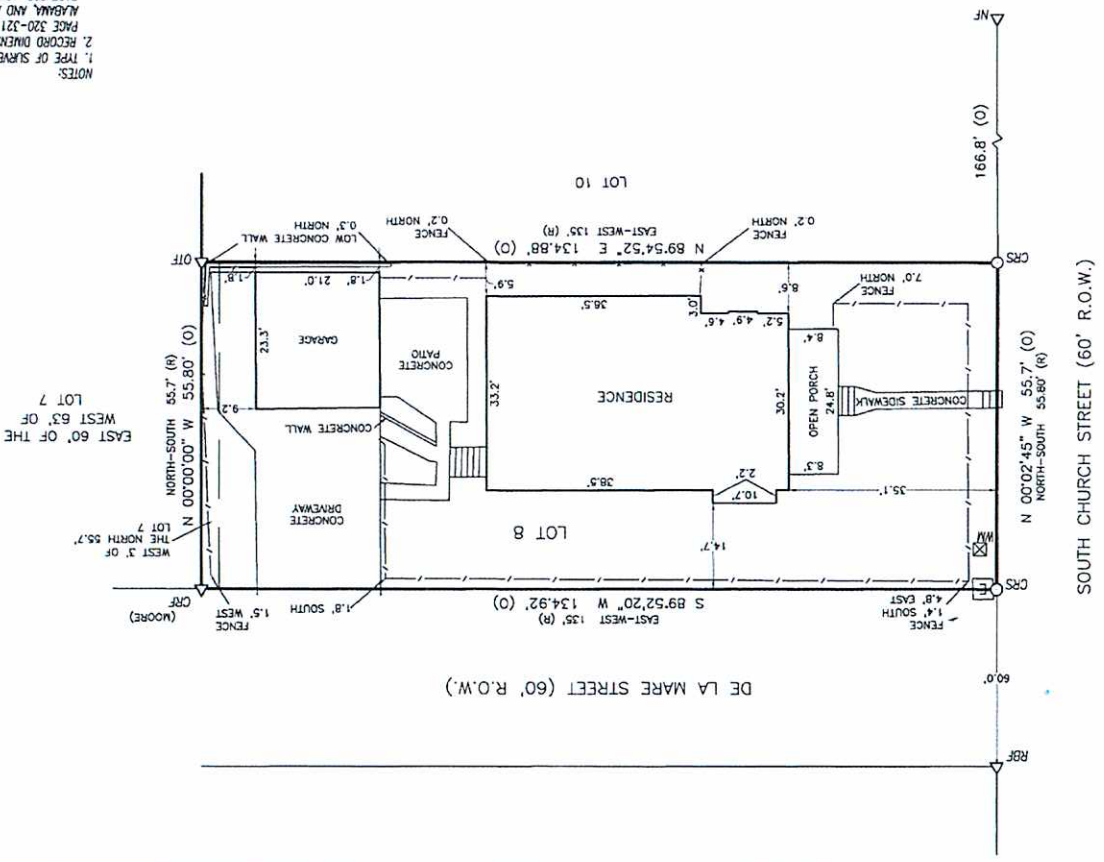 NOTES:
1. TYPE OF SURVE
2. RECORD DIMEN
PAGE 320-321
ALABAMA, AND
SOUTH CHURCH STREET (60' R.O.W.)
RBF
60.0'
DE LA MARE STREET (60' R.O.W.)
FENCE
1.4' SOUTH
4.8' EAST
CRS
E
WM
EAST-WEST 135' (R)
S 89°52'20" W 134.92' (O)
1.8' SOUTH
FENCE
1.5' WEST
CRF
(MOORE)
WEST 3' OF
THE NORTH 55.7'
LOT 7
LOT 8
14.7'
35.1'
10.7'
2.2'
38.5'
CONCRETE
DRIVEWAY
N 00°02'45" W 55.7' (O)
NORTH-SOUTH 55.80' (R)
CONCRETE SIDEWALK
OPEN PORCH
24.8'
8.3'
8.4'
30.2'
RESIDENCE
33.2'
CONCRETE WALL
CONCRETE
PATIO
GARAGE
23.3'
9.2'
NORTH-SOUTH 55.7' (R)
N 00°00'00" W 55.80' (O)
EAST 60' OF THE
WEST 63' OF
LOT 7
FENCE
7.0' NORTH
8.6'
5.2'
4.9'
4.6'
3.0'
38.5'
5.9'
1.8'
21.0'
1.8'
CRS
FENCE
0.2' NORTH
N 89°54'52" E 134.88' (O)
EAST-WEST 135' (R)
FENCE
0.2' NORTH
LOW CONCRETE WALL
0.3' NORTH
OTF
LOT 10
166.8' (O)
NF